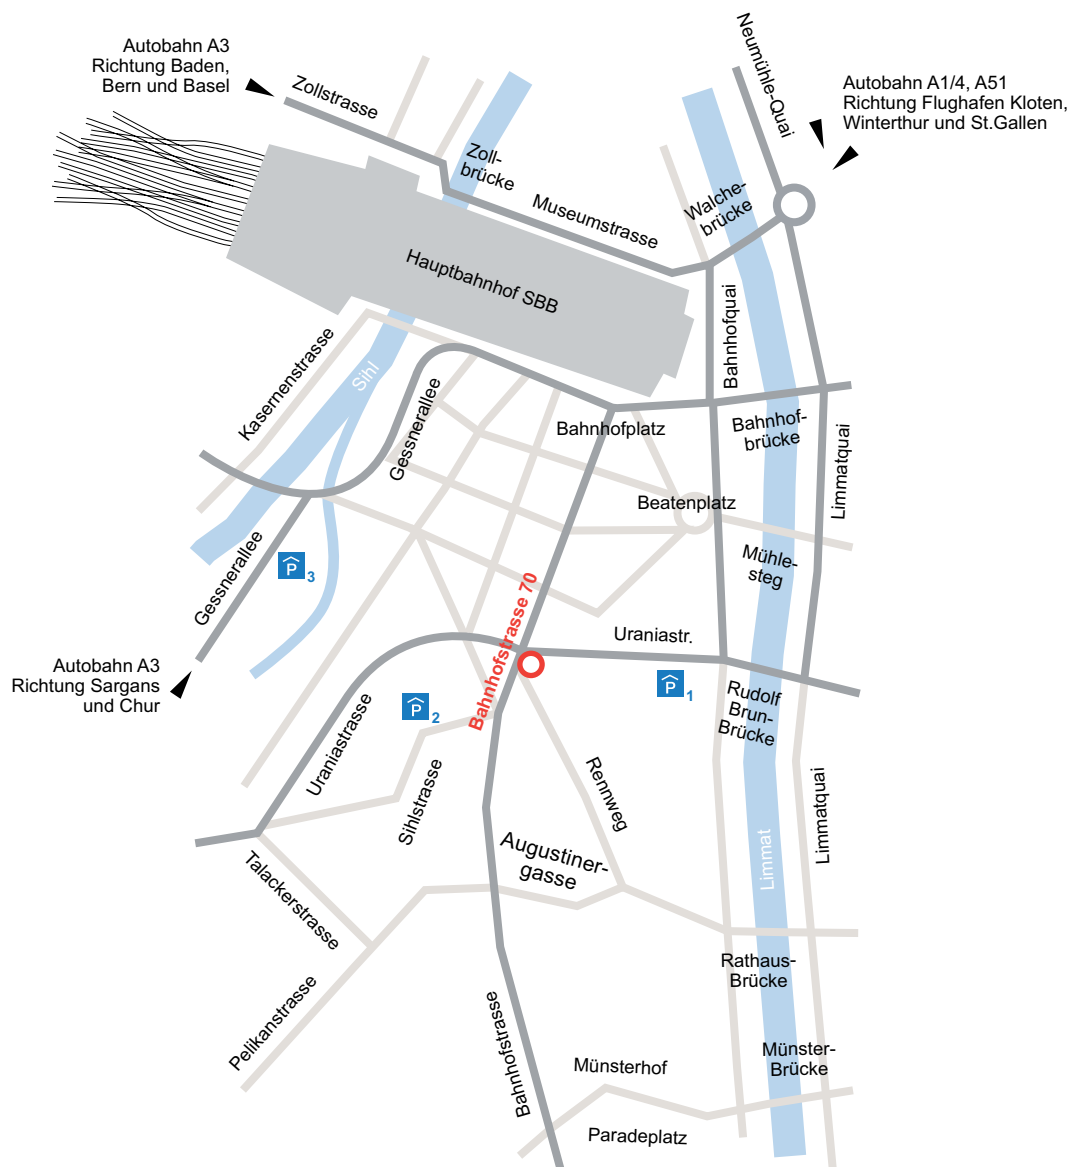 Autobahn A3
Richtung Baden,
Bern und Basel
Zollstrasse
Neumühle-Quai
Autobahn A1/4, A51
Richtung Flughafen Kloten,
Winterthur und St.Gallen
Zoll-
brücke
Museumstrasse
Walche-
brücke
Hauptbahnhof SBB
Bahnhofquai
Kasernenstrasse
Sihl
Gessnerallee
Bahnhofplatz
Bahnhof-
brücke
Limmatquai
Beatenplatz
Mühle-
steg
Gessnerallee
P 3
Bahnhofstrasse 70
Uraniastr.
Autobahn A3
Richtung Sargans
und Chur
P 1
P 2
Rudolf
Brun-
Brücke
Uraniastrasse
Sihlstrasse
Rennweg
Limmatquai
Limmat
Augustiner-
gasse
Talackerstrasse
Rathaus-
Brücke
Pelikanstrasse
Bahnhofstrasse
Münsterhof
Münster-
Brücke
Paradeplatz